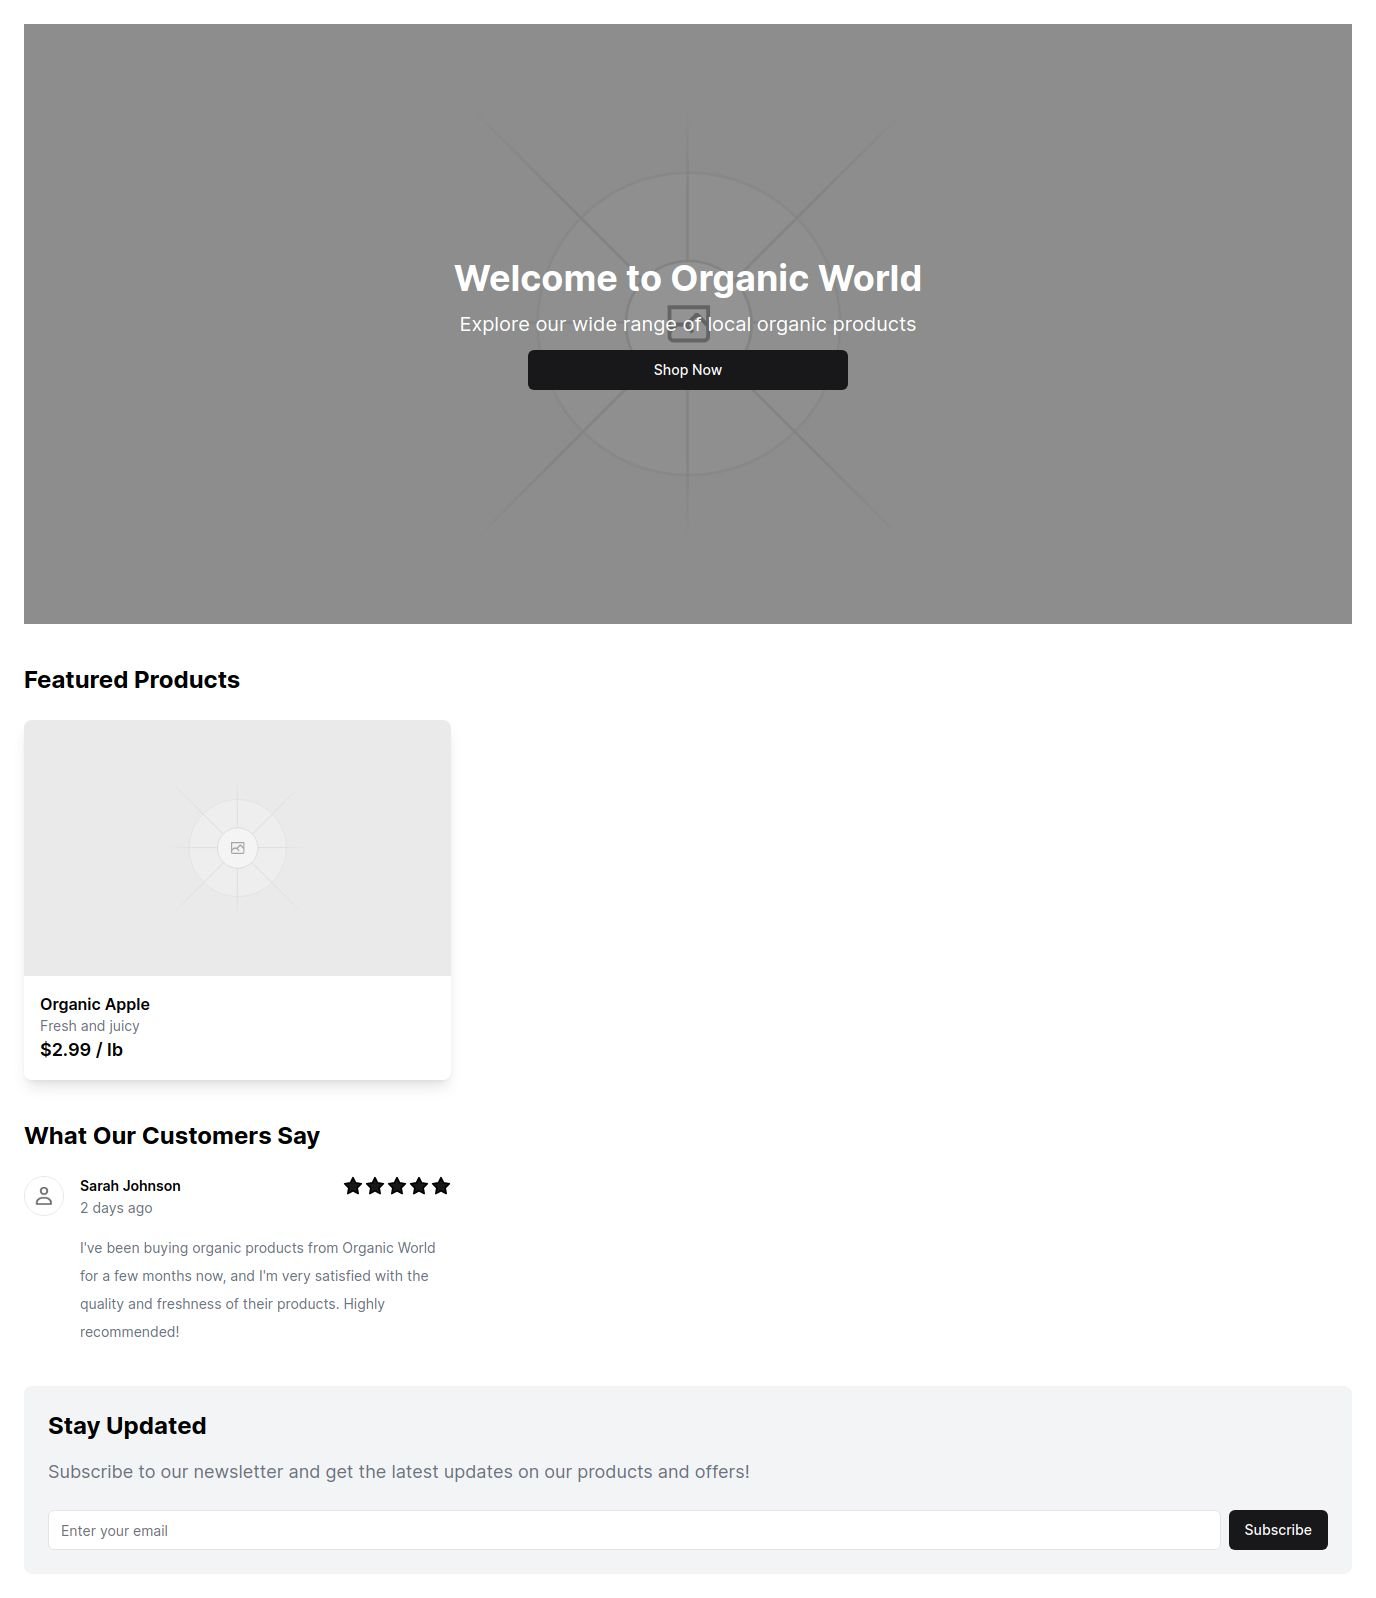 Welcome to Organic World
Explore our wide range of local organic products
Shop Now
Featured Products
Organic Apple
Fresh and juicy
$2.99 / lb
What Our Customers Say
Sarah Johnson
2 days ago
I've been buying organic products from Organic World
for a few months now, and I'm very satisfied with the
quality and freshness of their products. Highly
recommended!
Stay Updated
Subscribe to our newsletter and get the latest updates on our products and offers!
Enter your email
Subscribe